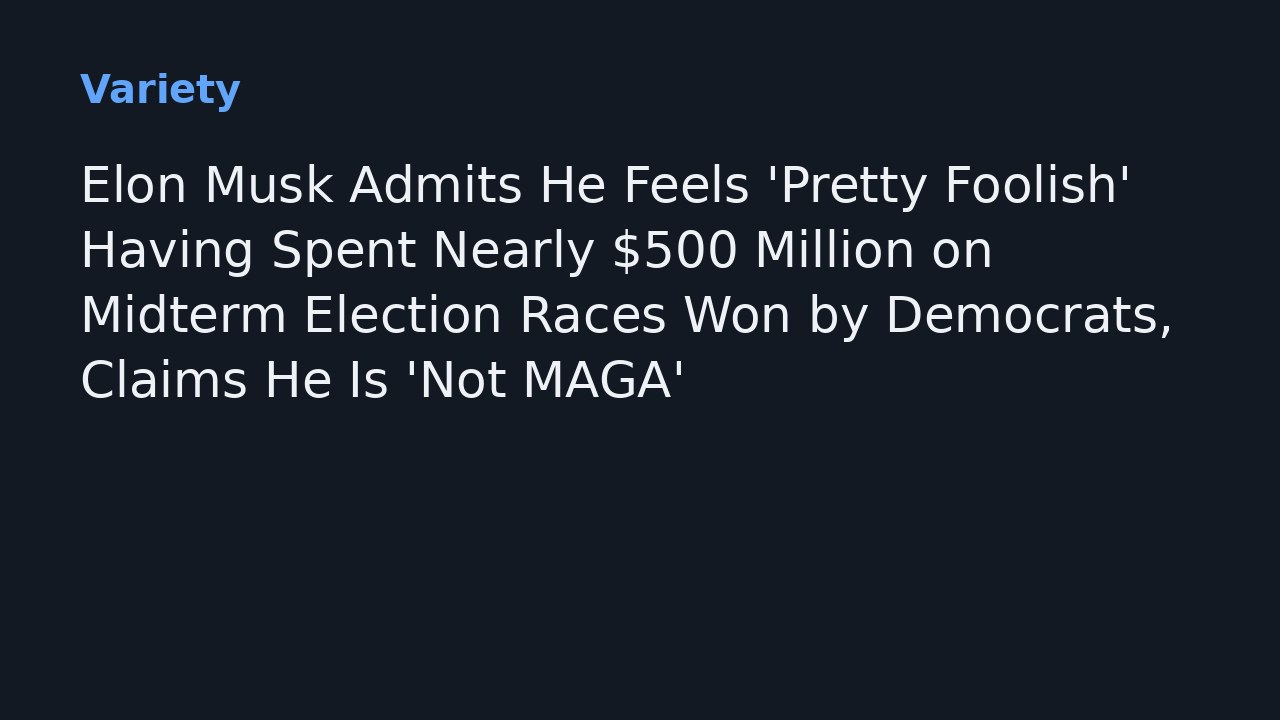 Variety
Elon Musk Admits He Feels 'Pretty Foolish'
Having Spent Nearly $500 Million on
Midterm Election Races Won by Democrats,
Claims He Is 'Not MAGA'